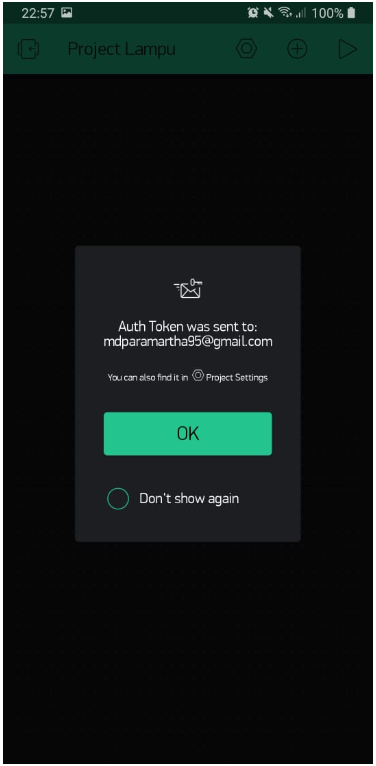 22:57 100%
Project Lampu
Auth Token was sent to:
mdparamartha95@gmail.com
You can also find it in Project Settings
OK
Don't show again